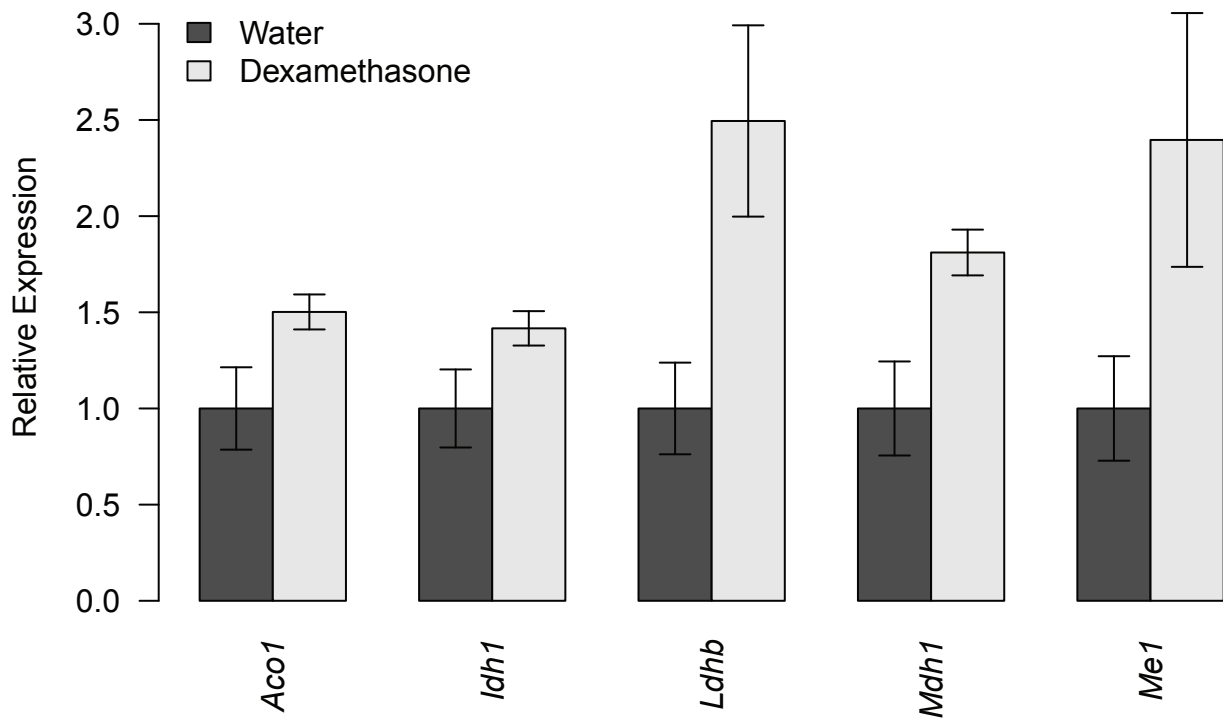 Water
Dexamethasone
Relative Expression
3.0
2.5
2.0
1.5
1.0
0.5
0.0
Aco1
Idh1
Ldhb
Mdh1
Me1